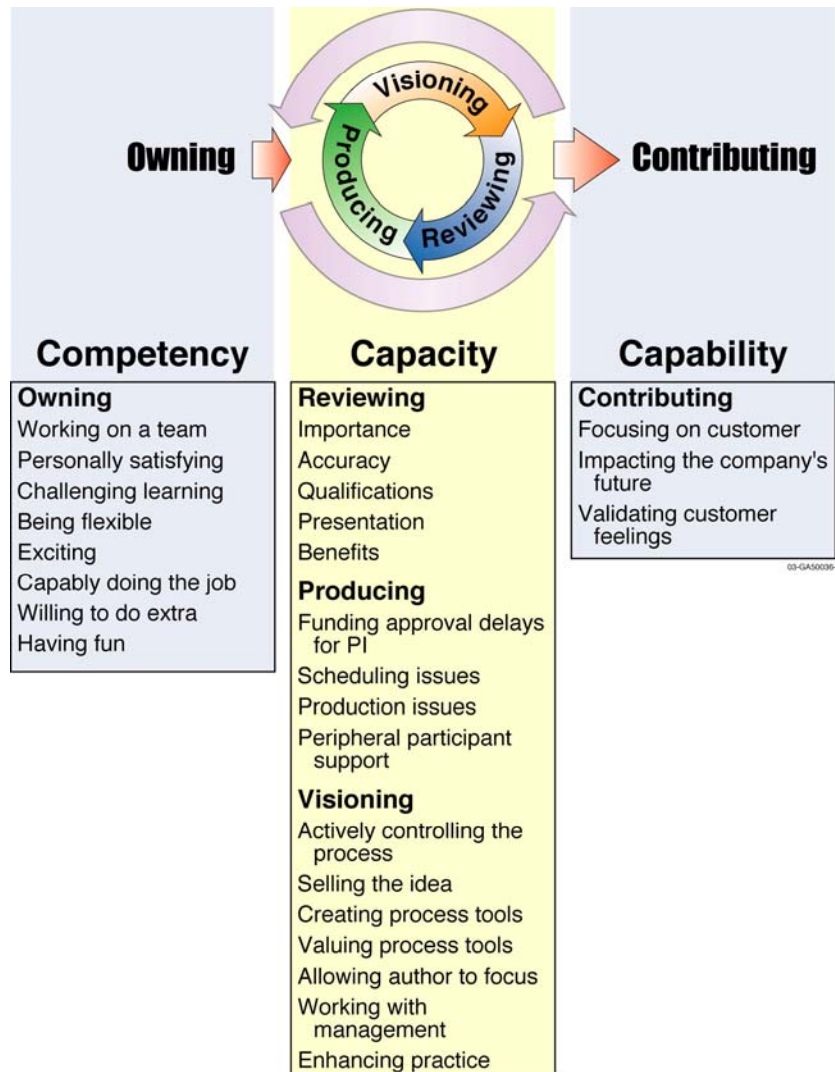 Visioning
Producing
Reviewing
Owning
Contributing
Competency
Owning
Working on a team
Personally satisfying
Challenging learning
Being flexible
Exciting
Capably doing the job
Willing to do extra
Having fun
Capacity
Reviewing
Importance
Accuracy
Qualifications
Presentation
Benefits
Producing
Funding approval delays
for PI
Scheduling issues
Production issues
Peripheral participant
support
Visioning
Actively controlling the
process
Selling the idea
Creating process tools
Valuing process tools
Allowing author to focus
Working with
management
Enhancing practice
Capability
Contributing
Focusing on customer
Impacting the company's
future
Validating customer
feelings
03-GA50036-